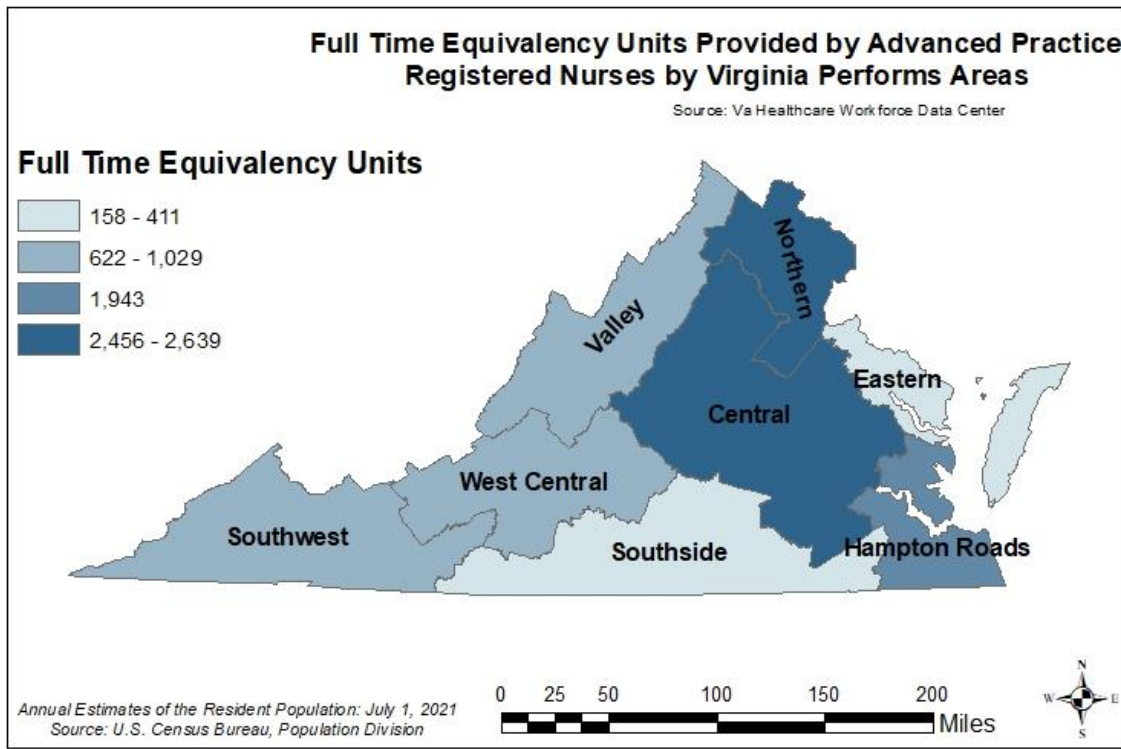 Full Time Equivalency Units Provided by Advanced Practice
Registered Nurses by Virginia Performs Areas
Source: Va Healthcare Workforce Data Center
Full Time Equivalency Units
158 - 411
622 - 1,029
1,943
2,456 - 2,639
Northern
Valley
Eastern
Central
West Central
Southwest
Southside
Hampton Roads
Annual Estimates of the Resident Population: July 1, 2021
Source: U.S. Census Bureau, Population Division
0 25 50 100 150 200
Miles
N
W E
S